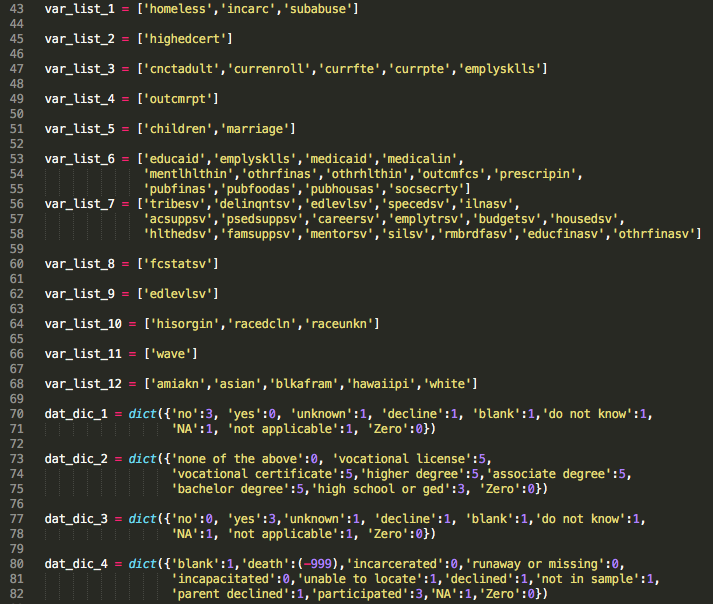 43 var_list_1 = ['homeless','incarc','subabuse']
44
45 var_list_2 = ['highedcert']
46
47 var_list_3 = ['cnctadult','currenroll','currfte','currpte','emplysklls']
48
49 var_list_4 = ['outcmrpt']
50
51 var_list_5 = ['children','marriage']
52
53 var_list_6 = ['educaid','emplysklls','medicaid','medicalin',
54 'mentlhlthin','othrfinas','othrhlthin','outcmfcs','prescripin',
55 'pubfinas','pubfoodas','pubhousas','socsecrty']
56 var_list_7 = ['tribesv','delinqntsv','edlevlsv','specedsv','ilnasv',
57 'acsuppsv','psedsuppsv','careersv','emplytrsv','budgetsv','housedsv',
58 'hlthedsv','famsuppsv','mentorsv','silsv','rmbrdfasv','educfinasv','othrfinasv']
59
60 var_list_8 = ['fcstatsv']
61
62 var_list_9 = ['edlevlsv']
63
64 var_list_10 = ['hisorgin','racedcln','raceunkn']
65
66 var_list_11 = ['wave']
67
68 var_list_12 = ['amiakn','asian','blkafram','hawaiipi','white']
69
70 dat_dic_1 = dict({'no':3, 'yes':0, 'unknown':1, 'decline':1, 'blank':1,'do not know':1,
71 'NA':1, 'not applicable':1, 'Zero':0})
72
73 dat_dic_2 = dict({'none of the above':0, 'vocational license':5,
74 'vocational certificate':5,'higher degree':5,'associate degree':5,
75 'bachelor degree':5,'high school or ged':3, 'Zero':0})
76
77 dat_dic_3 = dict({'no':0, 'yes':3,'unknown':1, 'decline':1, 'blank':1,'do not know':1,
78 'NA':1, 'not applicable':1, 'Zero':0})
79
80 dat_dic_4 = dict({'blank':1,'death':(-999),'incarcerated':0,'runaway or missing':0,
81 'incapacitated':0,'unable to locate':1,'declined':1,'not in sample':1,
82 'parent declined':1,'participated':3,'NA':1,'Zero':0})